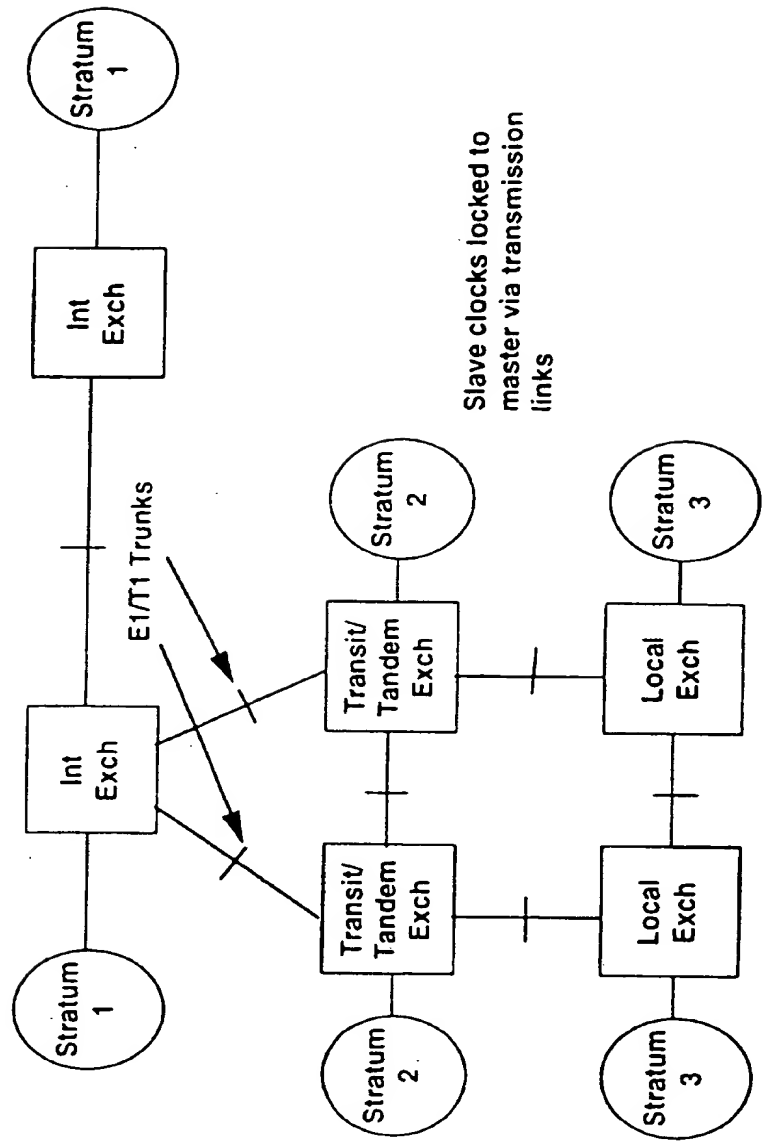 Stratum
1
Int
Exch
Int
Exch
Stratum
1
E1/T1 Trunks
Stratum
2
Transit/
Tandem
Exch
Transit/
Tandem
Exch
Stratum
2
Slave clocks locked to
master via transmission
links
Stratum
3
Local
Exch
Local
Exch
Stratum
3